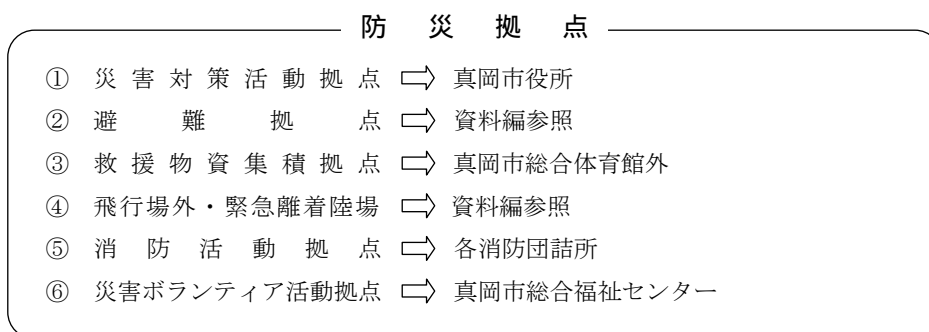 防災拠点
① 災害対策活動拠点 ⇨ 真岡市役所
② 避難拠点 ⇨ 資料編参照
③ 救援物資集積拠点 ⇨ 真岡市総合体育館外
④ 飛行場外・緊急離着陸場 ⇨ 資料編参照
⑤ 消防活動拠点 ⇨ 各消防団詰所
⑥ 災害ボランティア活動拠点 ⇨ 真岡市総合福祉センター